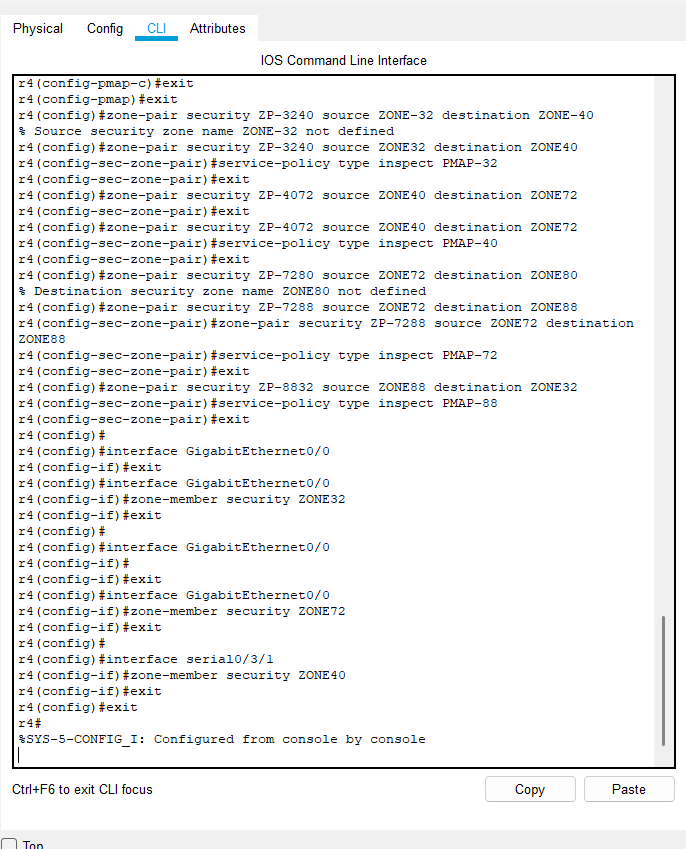 Physical Config CLI Attributes
IOS Command Line Interface
r4(config-pmap-c)#exit
r4(config-pmap)#exit
r4(config)#zone-pair security ZP-3240 source ZONE-32 destination ZONE-40
% Source security zone name ZONE-32 not defined
r4(config)#zone-pair security ZP-3240 source ZONE32 destination ZONE40
r4(config-sec-zone-pair)#service-policy type inspect PMAP-32
r4(config-sec-zone-pair)#exit
r4(config)#zone-pair security ZP-4072 source ZONE40 destination ZONE72
r4(config-sec-zone-pair)#exit
r4(config)#zone-pair security ZP-4072 source ZONE40 destination ZONE72
r4(config-sec-zone-pair)#service-policy type inspect PMAP-40
r4(config-sec-zone-pair)#exit
r4(config)#zone-pair security ZP-7280 source ZONE72 destination ZONE80
% Destination security zone name ZONE80 not defined
r4(config)#zone-pair security ZP-7288 source ZONE72 destination ZONE88
r4(config-sec-zone-pair)#zone-pair security ZP-7288 source ZONE72 destination
ZONE88
r4(config-sec-zone-pair)#service-policy type inspect PMAP-72
r4(config-sec-zone-pair)#exit
r4(config)#zone-pair security ZP-8832 source ZONE88 destination ZONE32
r4(config-sec-zone-pair)#service-policy type inspect PMAP-88
r4(config-sec-zone-pair)#exit
r4(config)#
r4(config)#interface GigabitEthernet0/0
r4(config-if)#exit
r4(config)#interface GigabitEthernet0/0
r4(config-if)#zone-member security ZONE32
r4(config-if)#exit
r4(config)#
r4(config)#interface GigabitEthernet0/0
r4(config-if)#
r4(config-if)#exit
r4(config)#interface GigabitEthernet0/0
r4(config-if)#zone-member security ZONE72
r4(config-if)#exit
r4(config)#
r4(config)#interface serial0/3/1
r4(config-if)#zone-member security ZONE40
r4(config-if)#exit
r4(config)#exit
r4#
%SYS-5-CONFIG_I: Configured from console by console
Ctrl+F6 to exit CLI focus
Copy Paste
Top